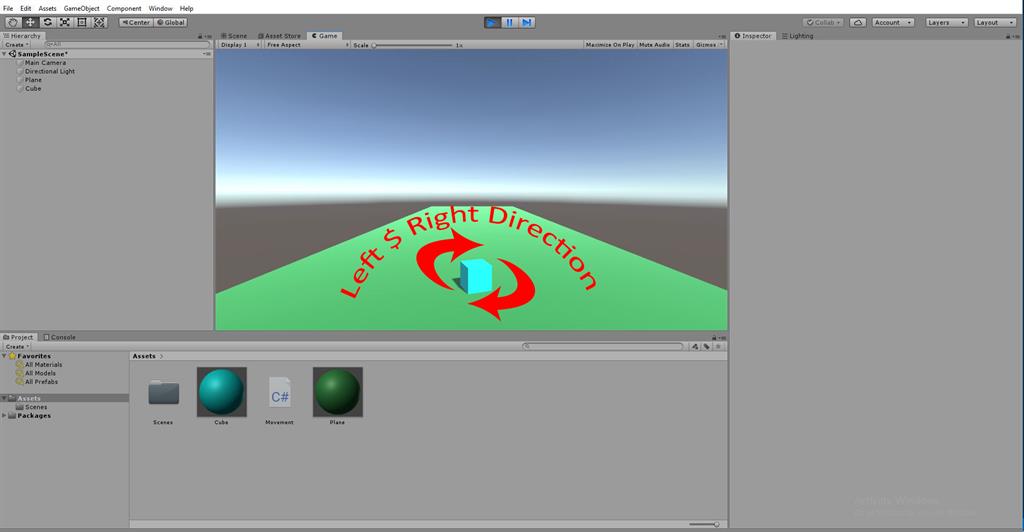 File Edit Assets GameObject Component Window Help
Center Global Collab Account Layers Layout
Hierarchy
Create All
SampleScene*
Main Camera
Directional Light
Plane
Cube
Scene Asset Store Game
Display 1 Free Aspect Scale 1x Maximize On Play Mute Audio Stats Gizmos
Left $ Right Direction
Inspector Lighting
Project Console
Create
Favorites
All Materials
All Models
All Prefabs
Assets
Scenes
Packages
Assets >
Scenes Cube C# Movement Plane
Activate Windows